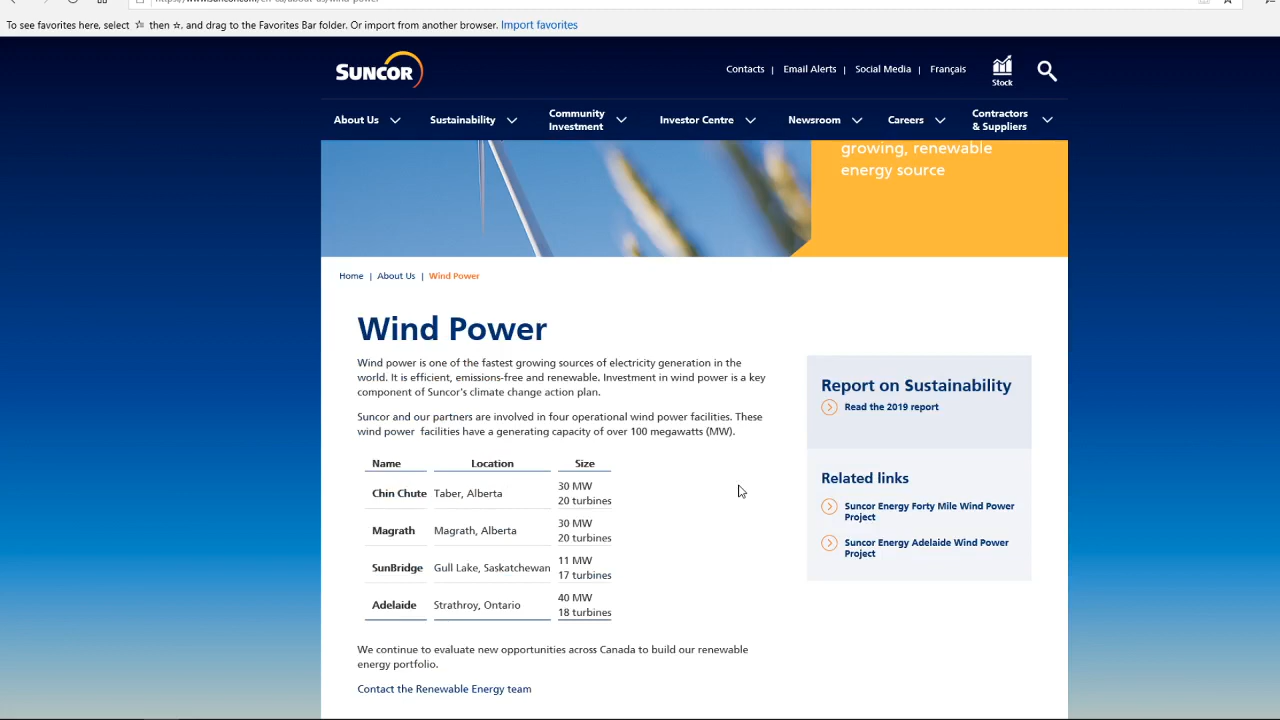 To see favorites here, select ☆ then ☆, and drag to the Favorites Bar folder. Or import from another browser. Import favorites
SUNCOR
Contacts | Email Alerts | Social Media | Français
Stock
About Us
Sustainability
Community
Investment
Investor Centre
Newsroom
Careers
Contractors
& Suppliers
growing, renewable
energy source
Home | About Us | Wind Power
Wind Power
Wind power is one of the fastest growing sources of electricity generation in the
world. It is efficient, emissions-free and renewable. Investment in wind power is a key
component of Suncor's climate change action plan.
Suncor and our partners are involved in four operational wind power facilities. These
wind power facilities have a generating capacity of over 100 megawatts (MW).
Name Location Size
Chin Chute Taber, Alberta 30 MW
20 turbines
Magrath Magrath, Alberta 30 MW
20 turbines
SunBridge Gull Lake, Saskatchewan 11 MW
17 turbines
Adelaide Strathroy, Ontario 40 MW
18 turbines
We continue to evaluate new opportunities across Canada to build our renewable
energy portfolio.
Contact the Renewable Energy team
Report on Sustainability
Read the 2019 report
Related links
Suncor Energy Forty Mile Wind Power
Project
Suncor Energy Adelaide Wind Power
Project